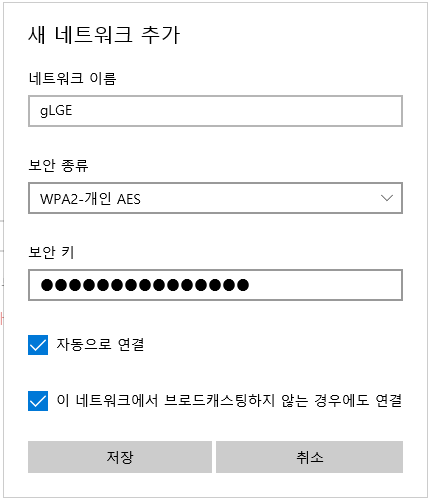 새 네트워크 추가
네트워크 이름
gLGE
보안 종류
WPA2-개인 AES
보안 키
●●●●●●●●●●●●●●●
자동으로 연결
이 네트워크에서 브로드캐스팅하지 않는 경우에도 연결
저장 취소